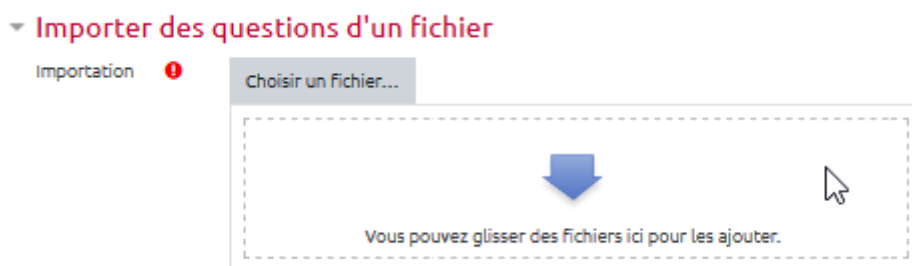 Importer des questions d'un fichier
Importation
Choisir un fichier...
Vous pouvez glisser des fichiers ici pour les ajouter.